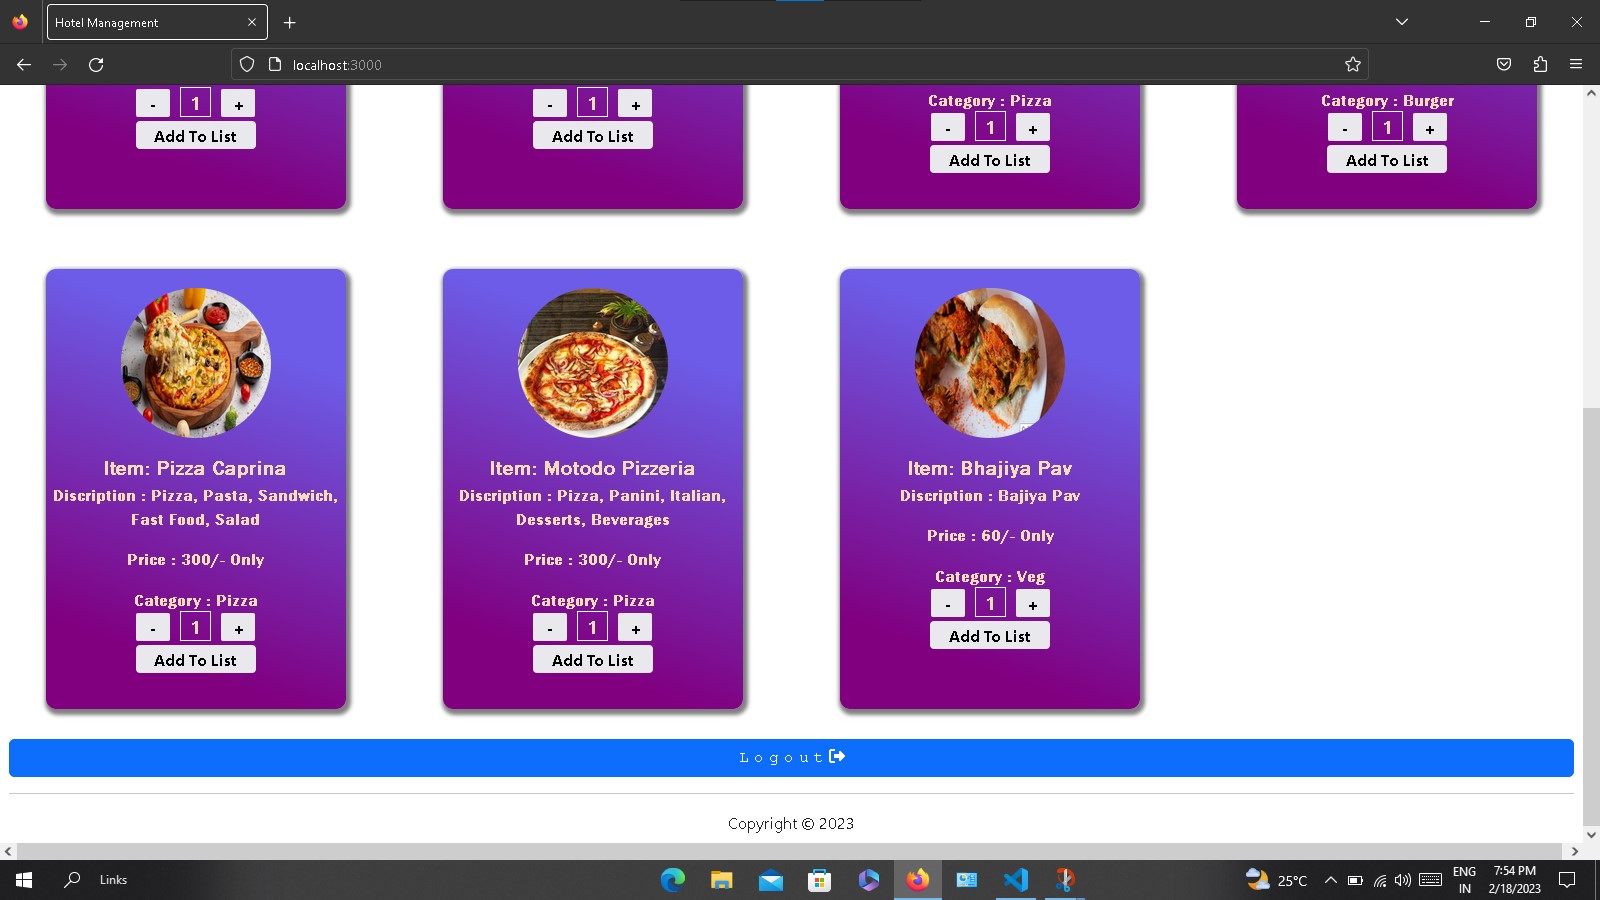 Hotel Management
localhost:3000
- 1 +
Add To List
- 1 +
Add To List
Category : Pizza
- 1 +
Add To List
Category : Burger
- 1 +
Add To List
Item: Pizza Caprina
Discription : Pizza, Pasta, Sandwich,
Fast Food, Salad
Price : 300/- Only
Category : Pizza
- 1 +
Add To List
Item: Motodo Pizzeria
Discription : Pizza, Panini, Italian,
Desserts, Beverages
Price : 300/- Only
Category : Pizza
- 1 +
Add To List
Item: Bhajiya Pav
Discription : Bajiya Pav
Price : 60/- Only
Category : Veg
- 1 +
Add To List
Logout
Copyright © 2023
Links
25°C
ENG
IN
7:54 PM
2/18/2023